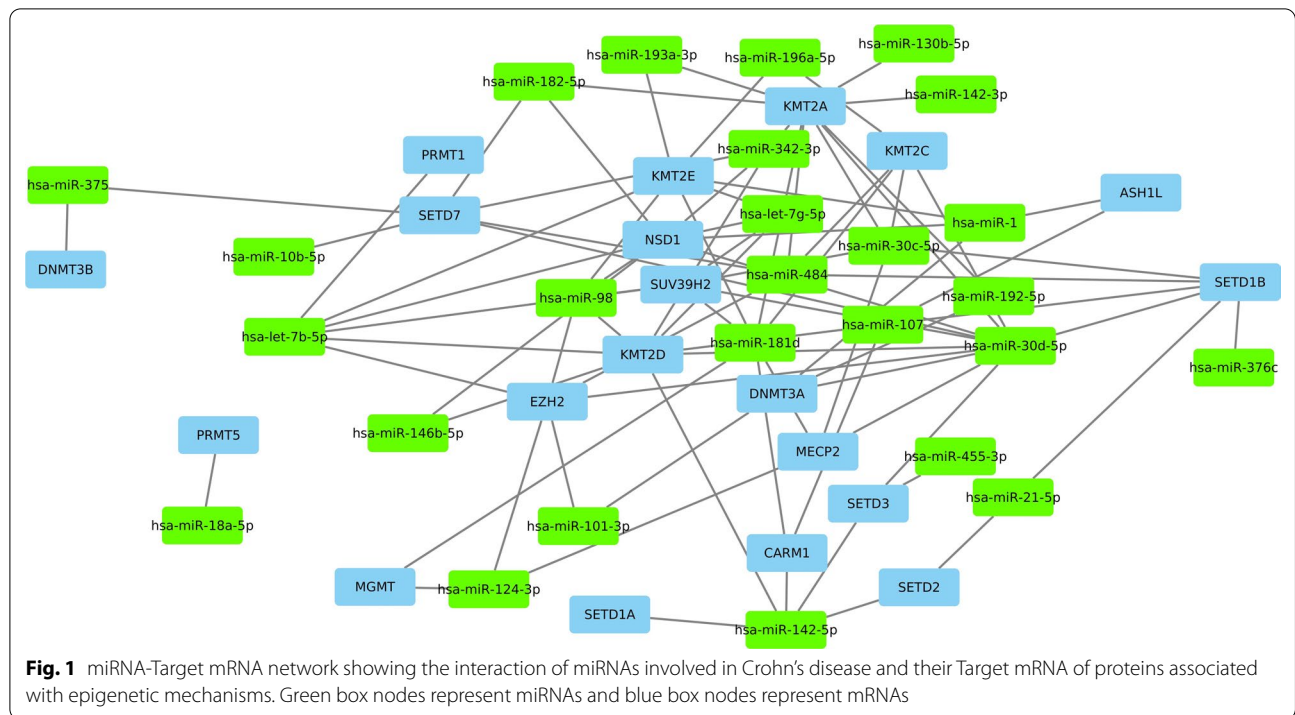 hsa-miR-130b-5p
hsa-miR-193a-3p
hsa-miR-196a-5p
hsa-miR-182-5p
hsa-miR-142-3p
KMT2A
hsa-miR-342-3p
KMT2C
PRMT1
KMT2E
hsa-miR-375
ASH1L
SETD7
hsa-let-7g-5p
hsa-miR-1
NSD1
hsa-miR-30c-5p
hsa-miR-10b-5p
DNMT3B
hsa-miR-484
SUV39H2
SETD1B
hsa-miR-98
hsa-miR-192-5p
hsa-miR-107
hsa-let-7b-5p
hsa-miR-181d
hsa-miR-30d-5p
KMT2D
hsa-miR-376c
DNMT3A
EZH2
hsa-miR-146b-5p
PRMT5
MECP2
hsa-miR-455-3p
hsa-miR-21-5p
SETD3
hsa-miR-18a-5p
hsa-miR-101-3p
CARM1
MGMT
hsa-miR-124-3p
SETD2
SETD1A
hsa-miR-142-5p
Fig. 1 miRNA-Target mRNA network showing the interaction of miRNAs involved in Crohn’s disease and their Target mRNA of proteins associated
with epigenetic mechanisms. Green box nodes represent miRNAs and blue box nodes represent mRNAs